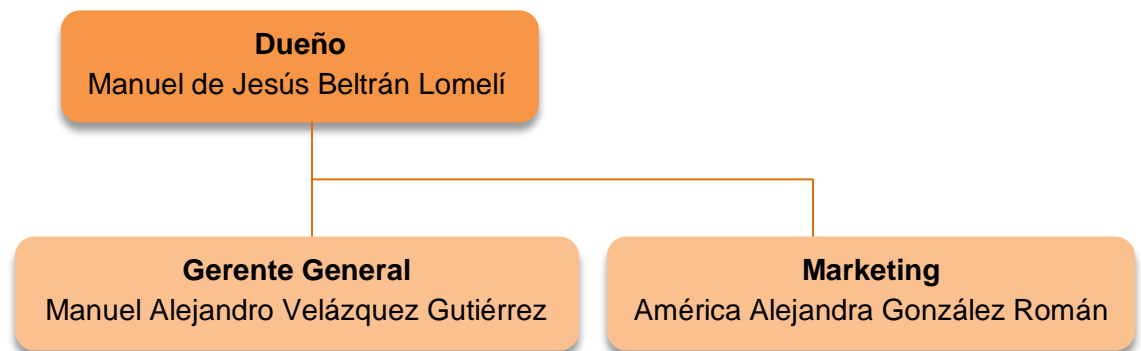 Dueño
Manuel de Jesús Beltrán Lomelí
Gerente General
Manuel Alejandro Velázquez Gutiérrez
Marketing
América Alejandra González Román